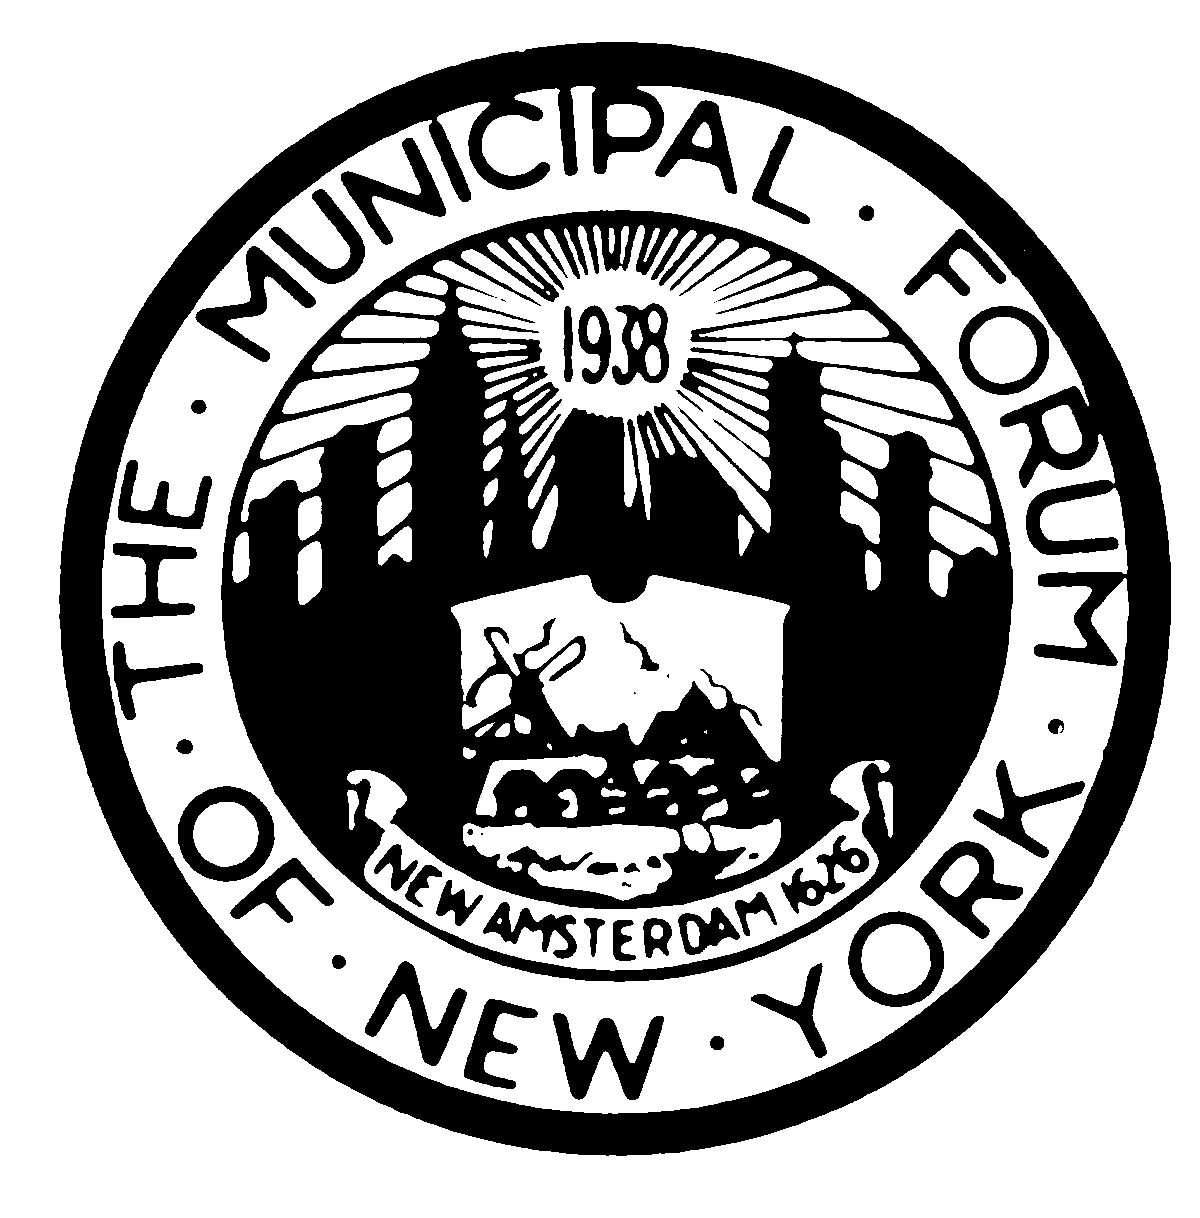 THE · MUNICIPAL · FORUM · OF · NEW · YORK ·
1938
NEW AMSTERDAM 1626